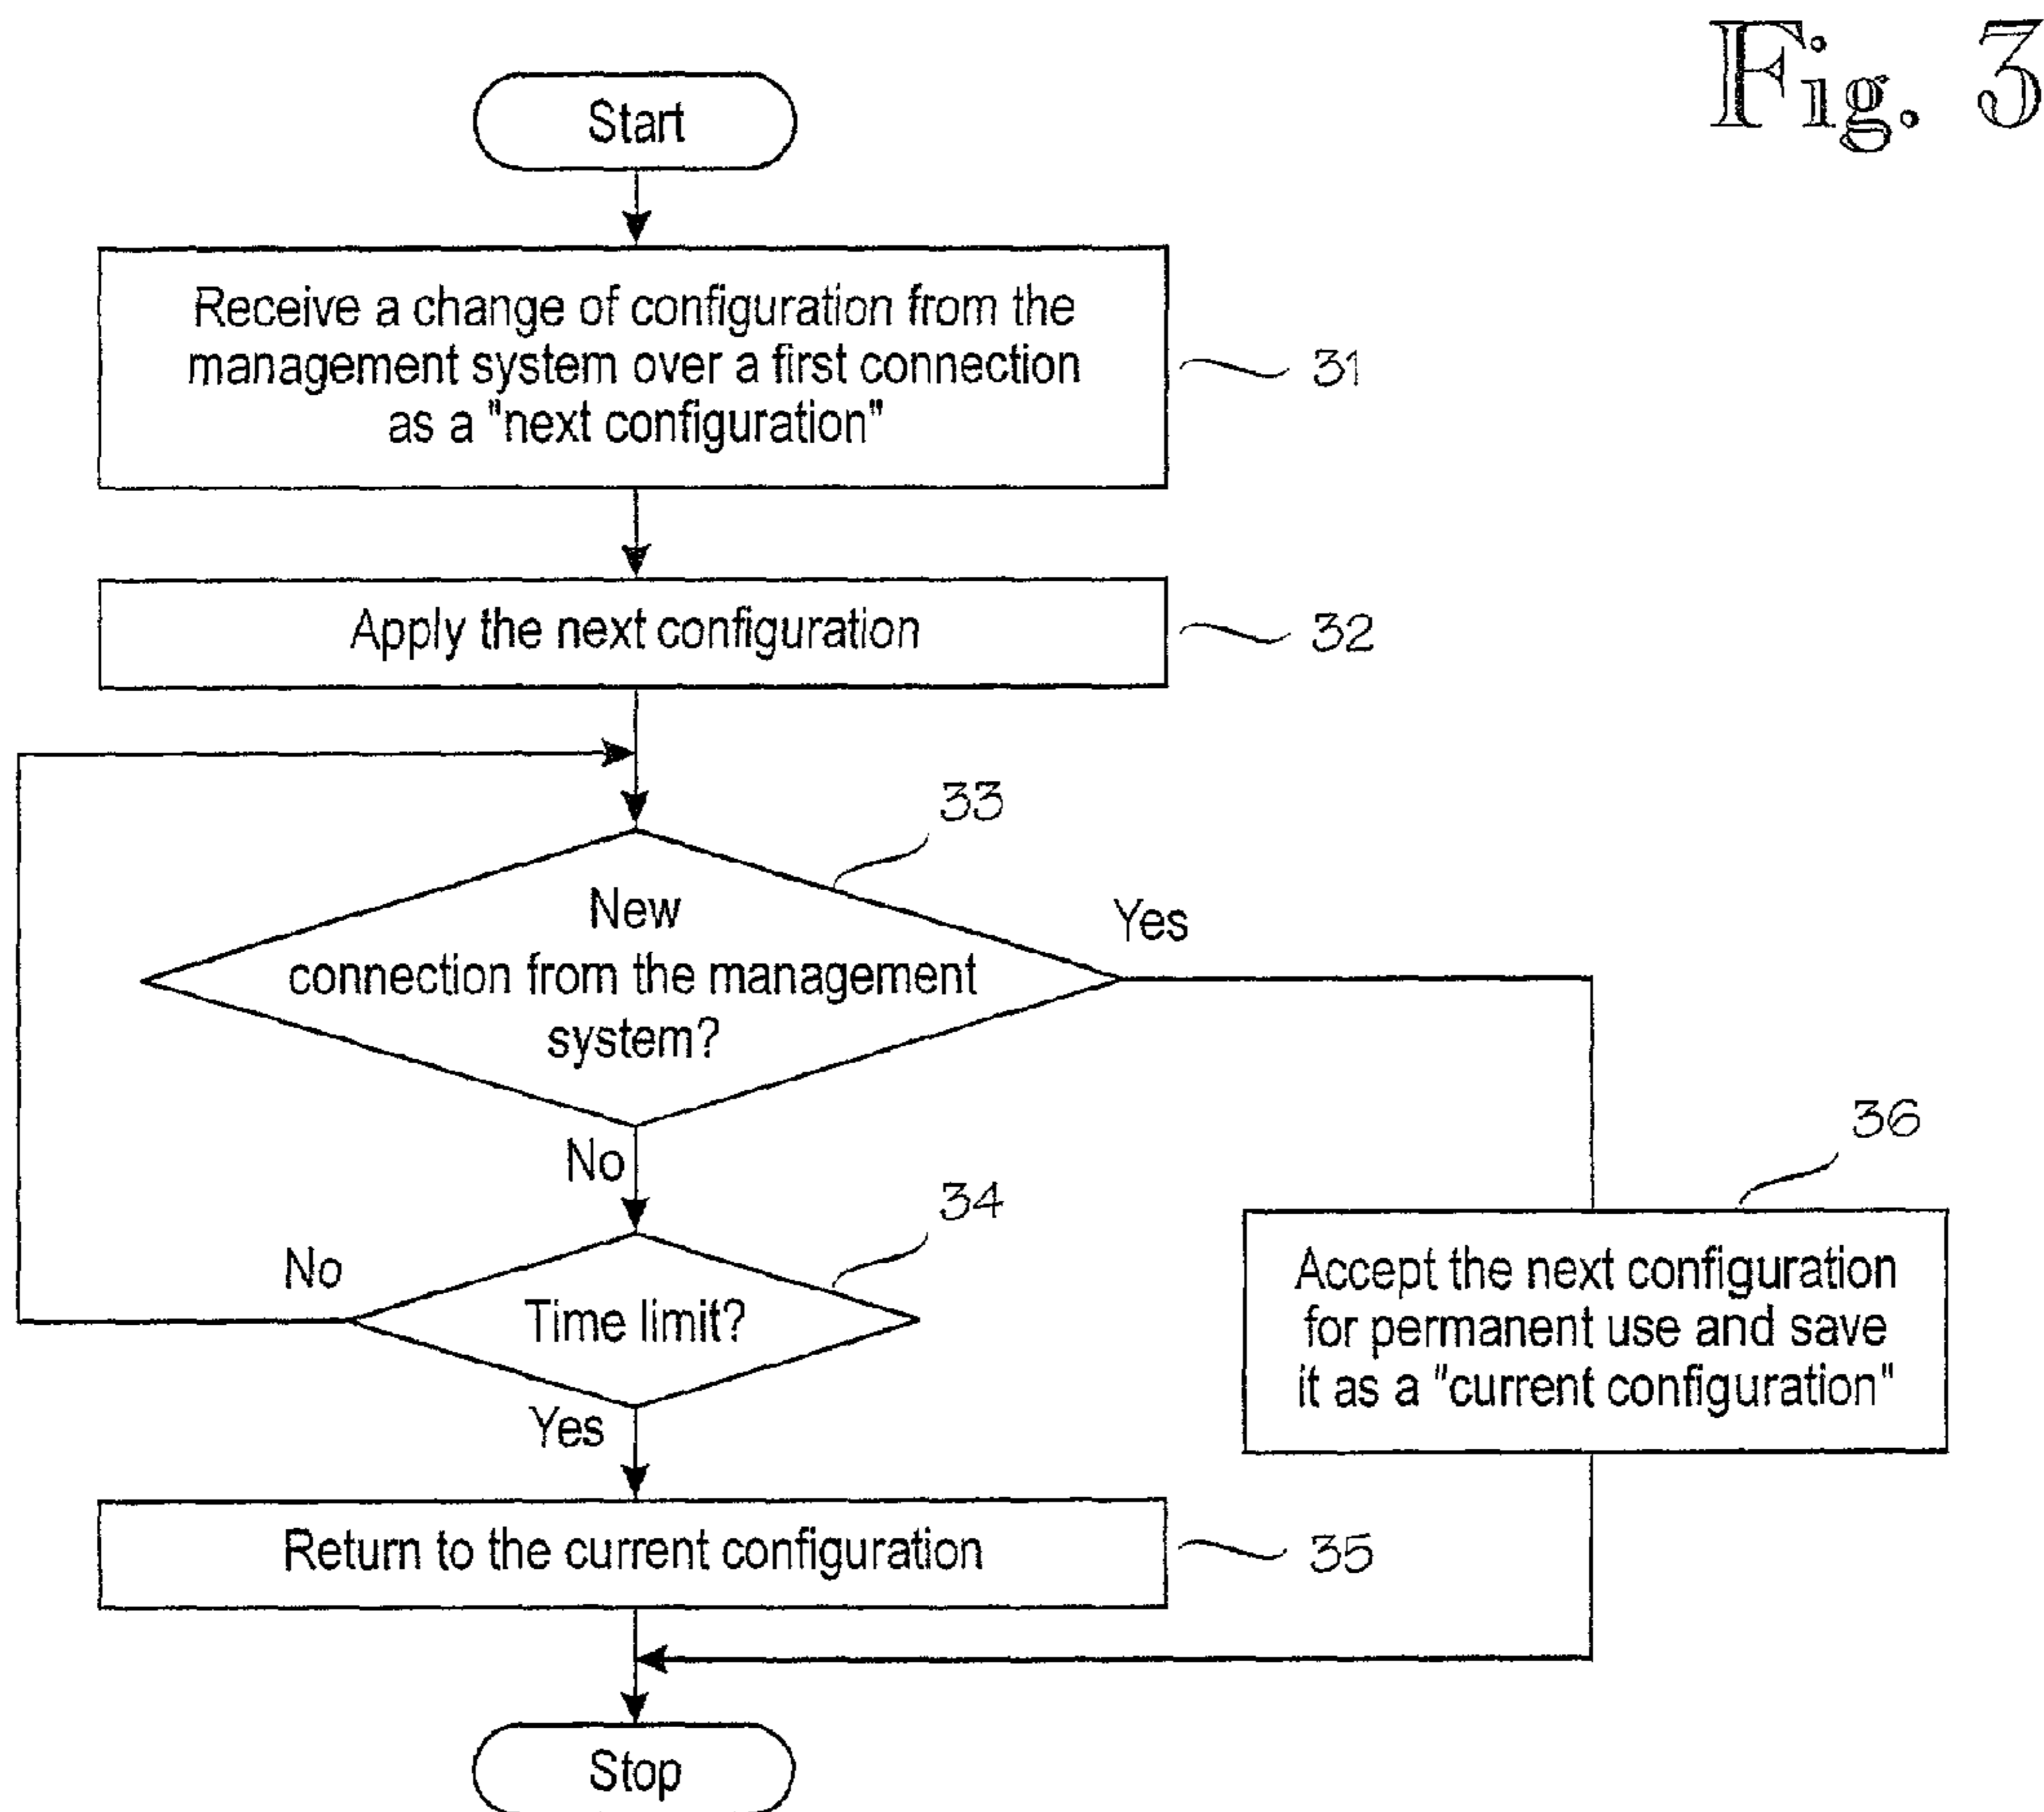 Fig. 3
Start
Receive a change of configuration from the
management system over a first connection
as a "next configuration"
31
Apply the next configuration
32
33
New
connection from the management
system?
Yes
No
34
No
Time limit?
Yes
36
Accept the next configuration
for permanent use and save
it as a "current configuration"
Return to the current configuration
35
Stop